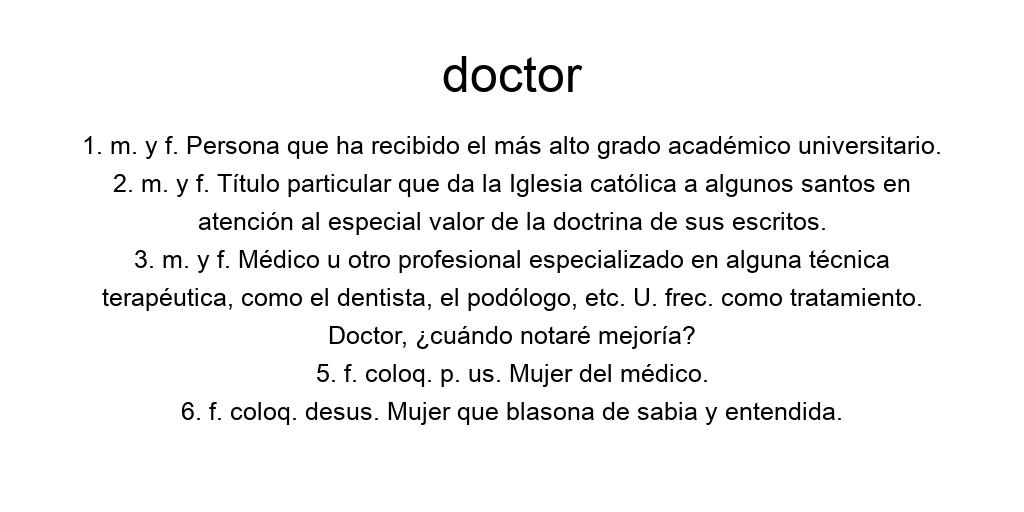 doctor
1. m. y f. Persona que ha recibido el más alto grado académico universitario.
2. m. y f. Título particular que da la Iglesia católica a algunos santos en
atención al especial valor de la doctrina de sus escritos.
3. m. y f. Médico u otro profesional especializado en alguna técnica
terapéutica, como el dentista, el podólogo, etc. U. frec. como tratamiento.
Doctor, ¿cuándo notaré mejoría?
5. f. coloq. p. us. Mujer del médico.
6. f. coloq. desus. Mujer que blasona de sabia y entendida.